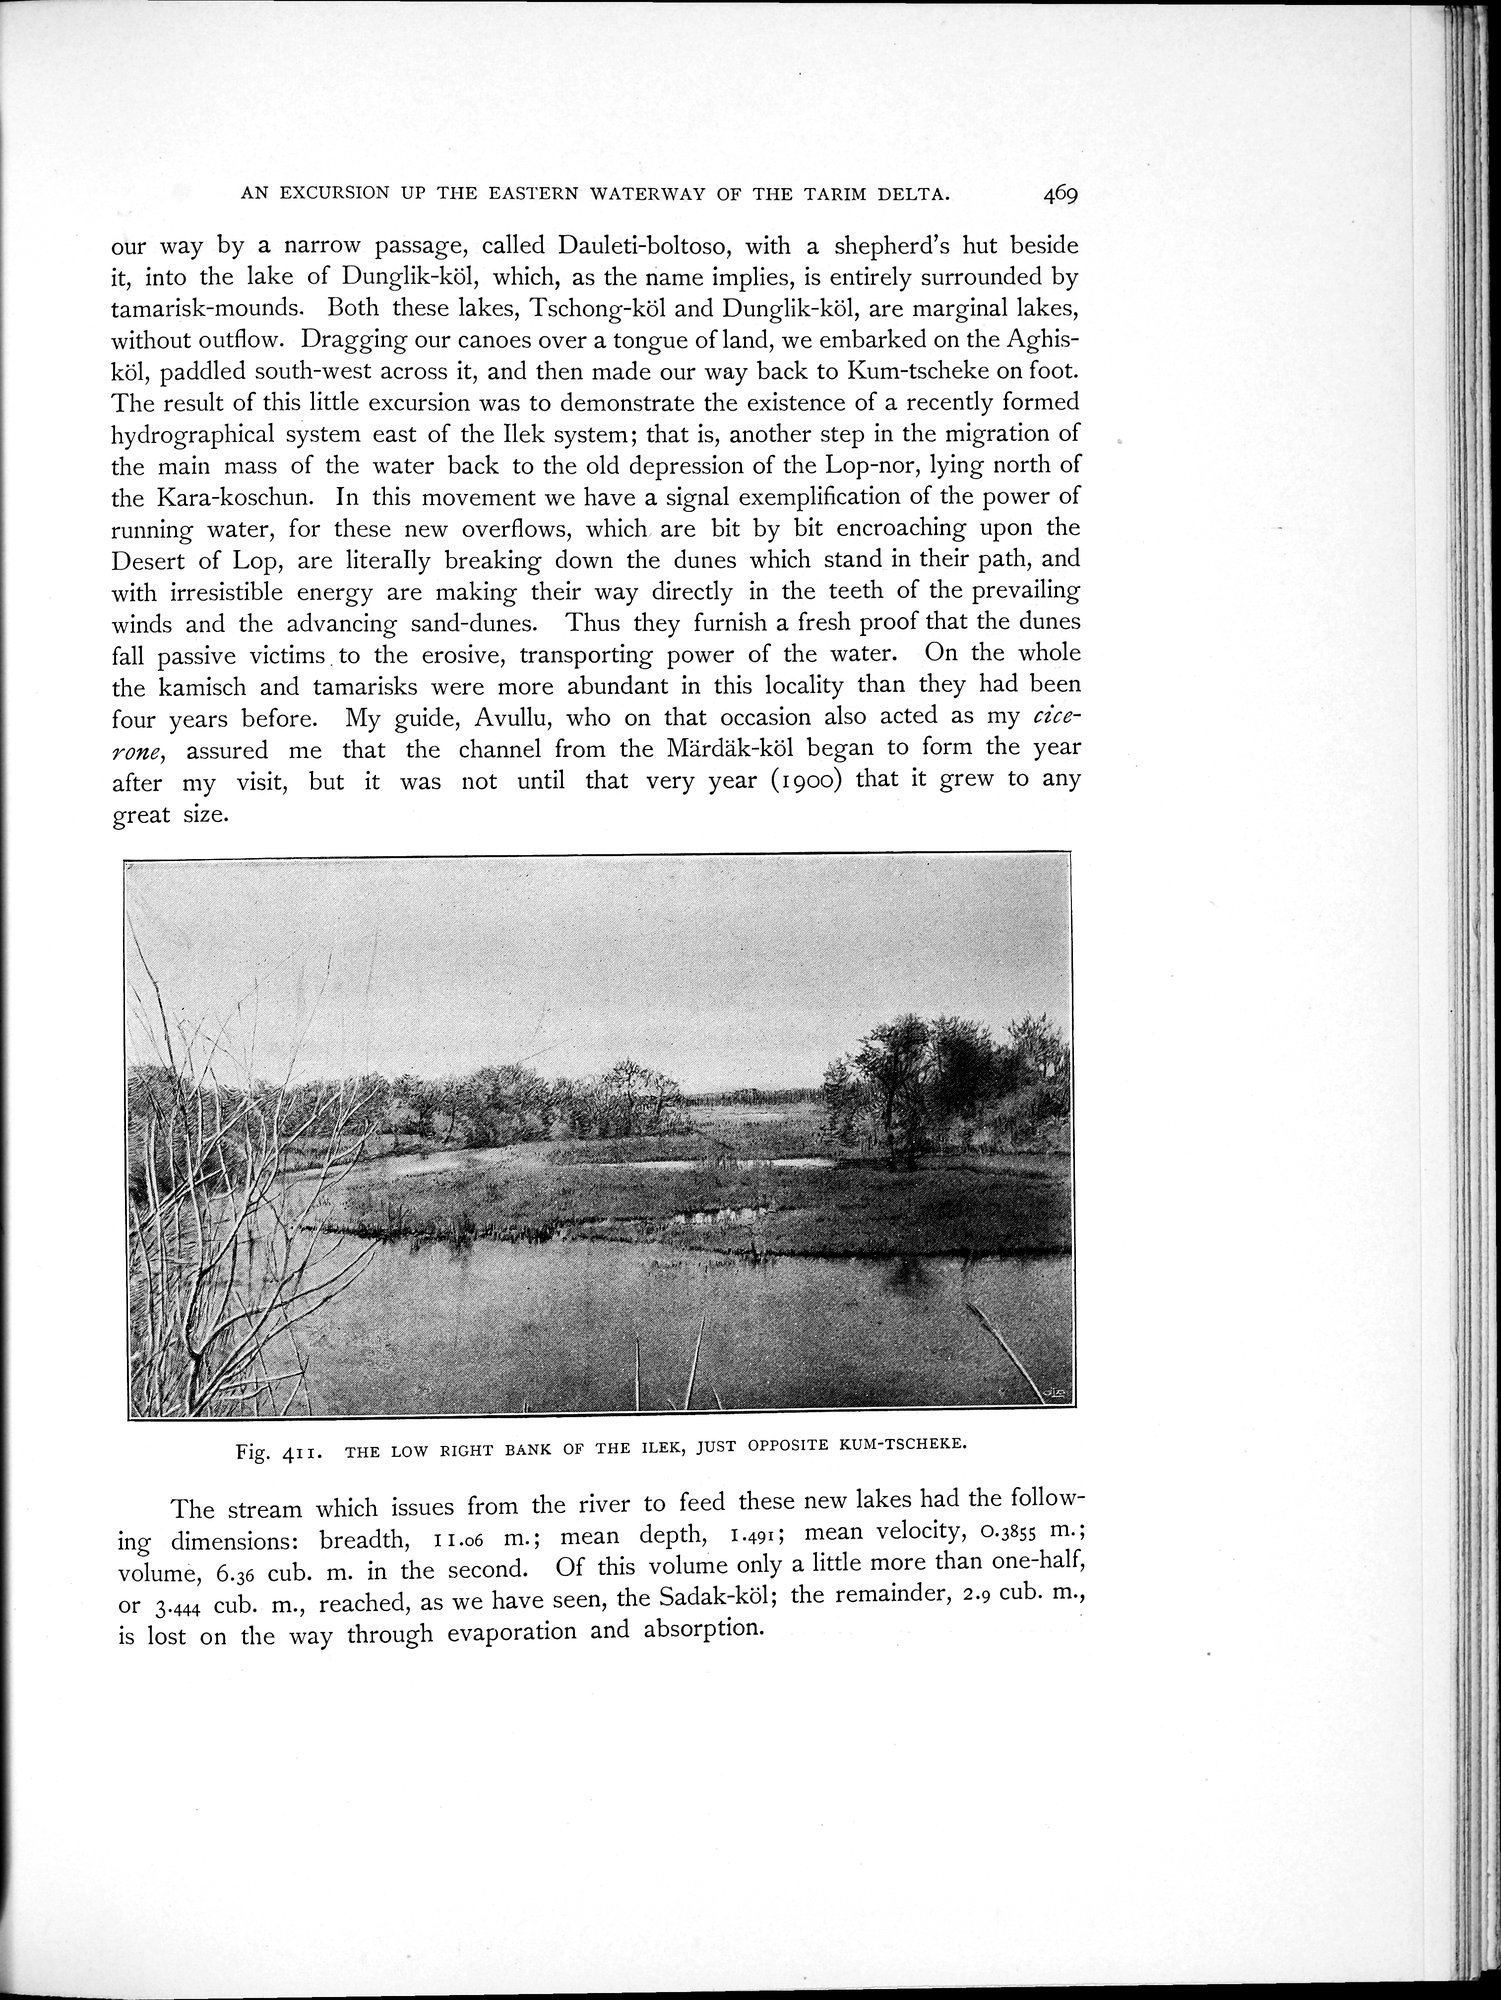 AN EXCURSION UP THE EASTERN WATERWAY OF THE TARIM DELTA. 469
our way by a narrow passage, called Dauleti-boltoso, with a shepherd's hut beside
it, into the lake of Dunglik-köl, which, as the name implies, is entirely surrounded by
tamarisk-mounds. Both these lakes, Tschong-köl and Dunglik-köl, are marginal lakes,
without outflow. Dragging our canoes over a tongue of land, we embarked on the Aghis-
köl, paddled south-west across it, and then made our way back to Kum-tscheke on foot.
The result of this little excursion was to demonstrate the existence of a recently formed
hydrographical system east of the Ilek system; that is, another step in the migration of
the main mass of the water back to the old depression of the Lop-nor, lying north of
the Kara-koschun. In this movement we have a signal exemplification of the power of
running water, for these new overflows, which are bit by bit encroaching upon the
Desert of Lop, are literally breaking down the dunes which stand in their path, and
with irresistible energy are making their way directly in the teeth of the prevailing
winds and the advancing sand-dunes. Thus they furnish a fresh proof that the dunes
fall passive victims to the erosive, transporting power of the water. On the whole
the kamisch and tamarisks were more abundant in this locality than they had been
four years before. My guide, Avullu, who on that occasion also acted as my cice-
rone, assured me that the channel from the Märdäk-köl began to form the year
after my visit, but it was not until that very year (1900) that it grew to any
great size.
Fig. 411. THE LOW RIGHT BANK OF THE ILEK, JUST OPPOSITE KUM-TSCHEKE.
The stream which issues from the river to feed these new lakes had the follow-
ing dimensions: breadth, 11.06 m.; mean depth, 1.491; mean velocity, 0.3855 m.;
volume, 6.36 cub. m. in the second. Of this volume only a little more than one-half,
or 3.444 cub. m., reached, as we have seen, the Sadak-köl; the remainder, 2.9 cub. m.,
is lost on the way through evaporation and absorption.